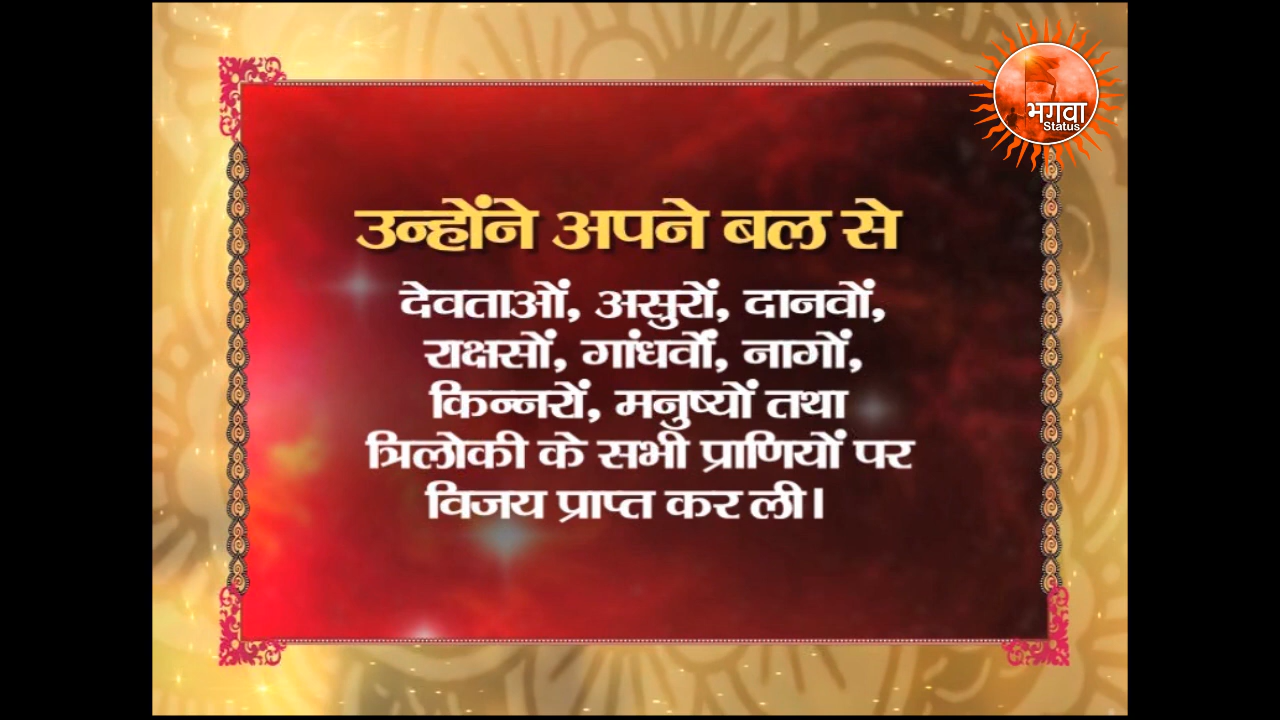 भगवा
Status
उन्होंने अपने बल से
देवताओं, असुरों, दानवों,
राक्षसों, गांधर्वों, नागों,
किन्नरों, मनुष्यों तथा
त्रिलोकी के सभी प्राणियों पर
विजय प्राप्त कर ली।